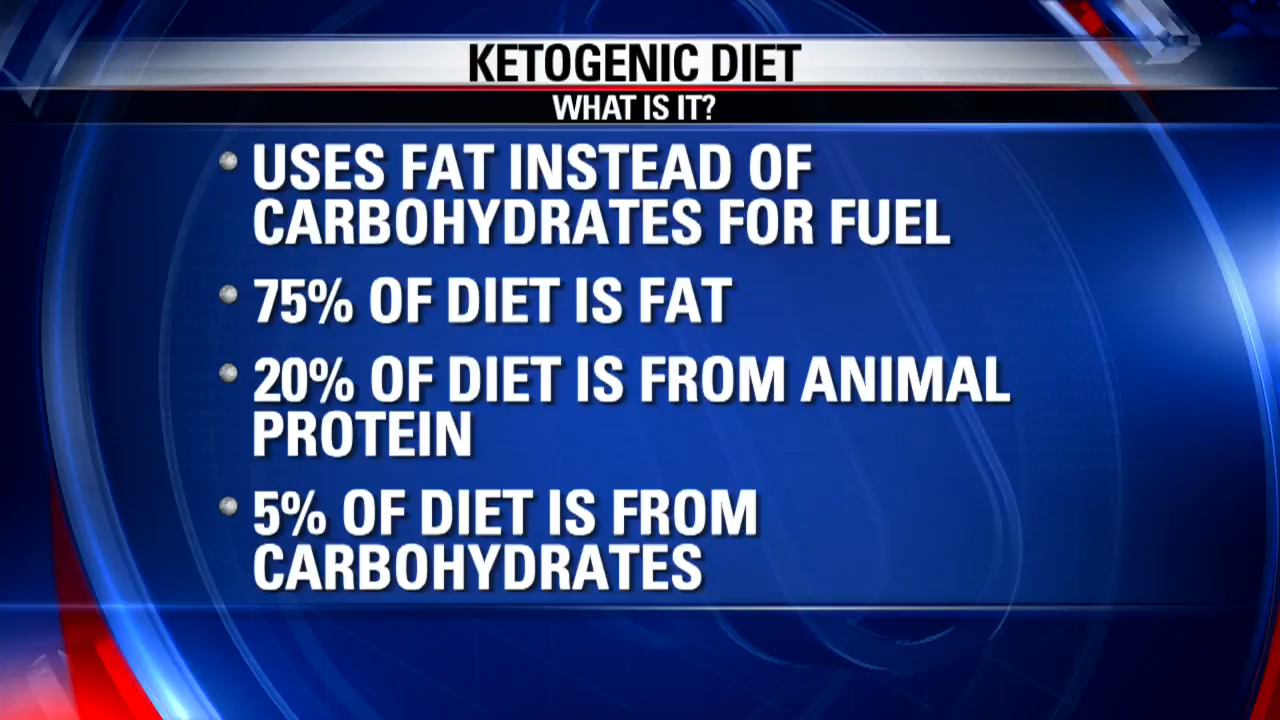 KETOGENIC DIET
WHAT IS IT?
USES FAT INSTEAD OF
CARBOHYDRATES FOR FUEL
75% OF DIET IS FAT
20% OF DIET IS FROM ANIMAL
PROTEIN
5% OF DIET IS FROM
CARBOHYDRATES